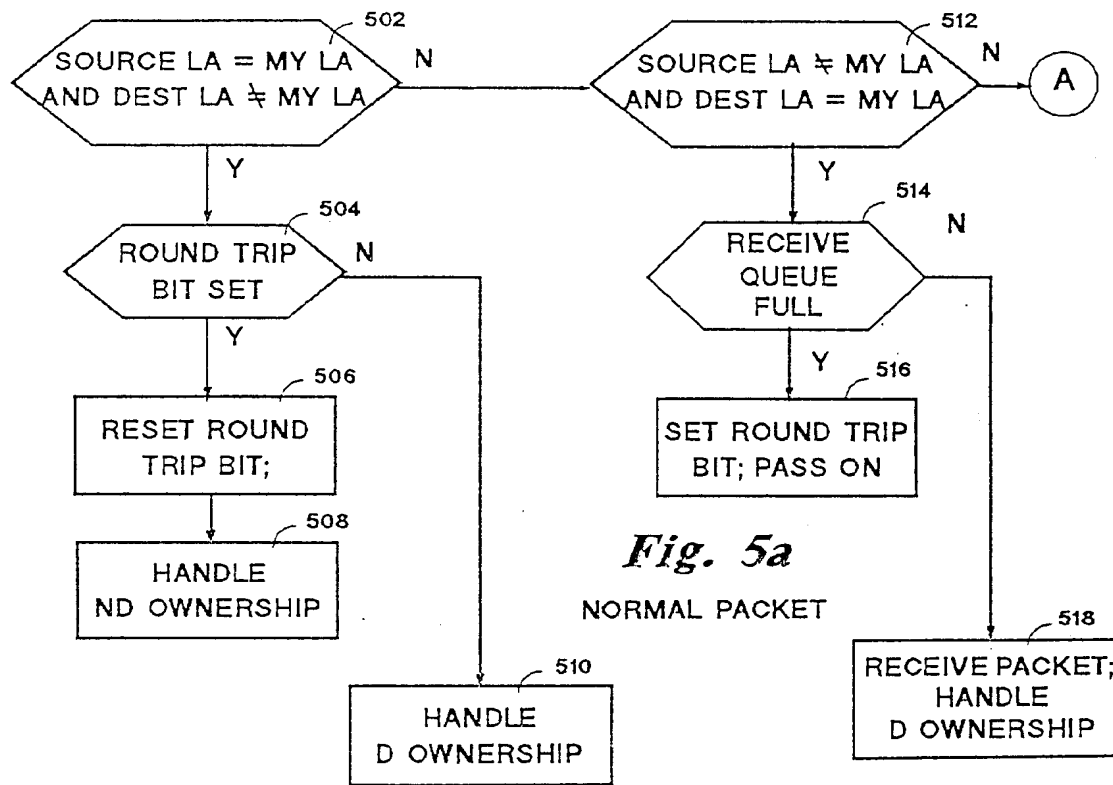 502
SOURCE LA = MY LA
AND DEST LA ≠ MY LA
N
512
SOURCE LA ≠ MY LA
AND DEST LA = MY LA
N
A
Y
Y
504
ROUND TRIP
BIT SET
N
514
RECEIVE
QUEUE
FULL
N
Y
Y
506
RESET ROUND
TRIP BIT;
516
SET ROUND TRIP
BIT; PASS ON
508
HANDLE
ND OWNERSHIP
Fig. 5a
NORMAL PACKET
510
HANDLE
D OWNERSHIP
518
RECEIVE PACKET;
HANDLE
D OWNERSHIP